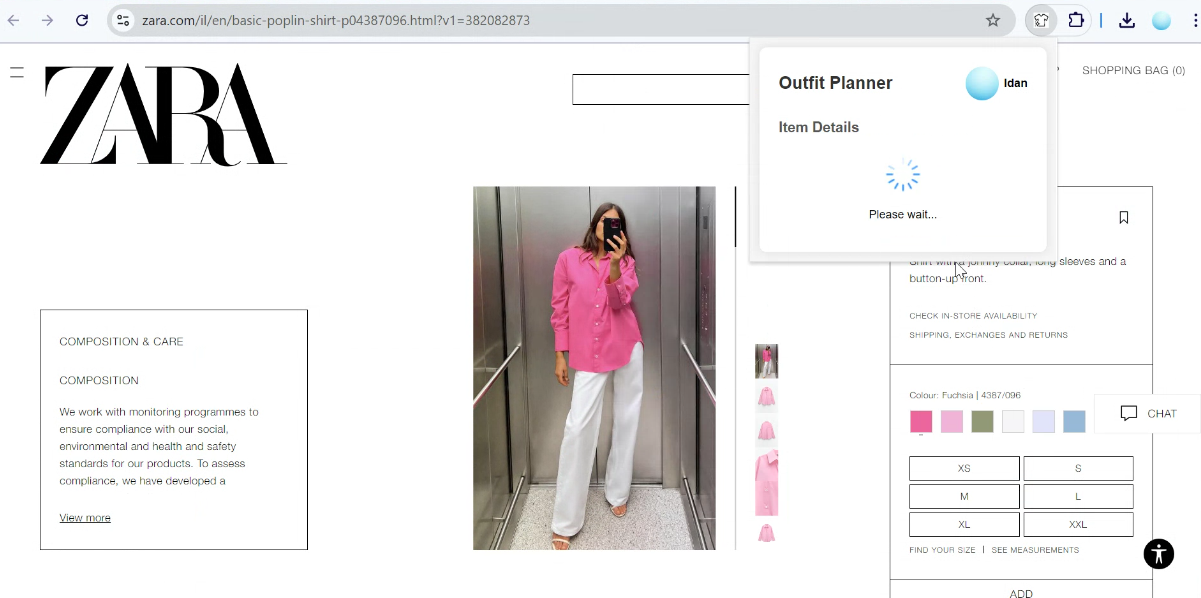 zara.com/il/en/basic-poplin-shirt-p04387096.html?v1=382082873
ZARA
SHOPPING BAG (0)
Outfit Planner
Idan
Item Details
Please wait...
Shirt with a johnny collar, long sleeves and a
button-up front.
CHECK IN-STORE AVAILABILITY
SHIPPING, EXCHANGES AND RETURNS
COMPOSITION & CARE
COMPOSITION
We work with monitoring programmes to
ensure compliance with our social,
environmental and health and safety
standards for our products. To assess
compliance, we have developed a
View more
Colour: Fuchsia | 4387/096
CHAT
XS
S
M
L
XL
XXL
FIND YOUR SIZE | SEE MEASUREMENTS
ADD